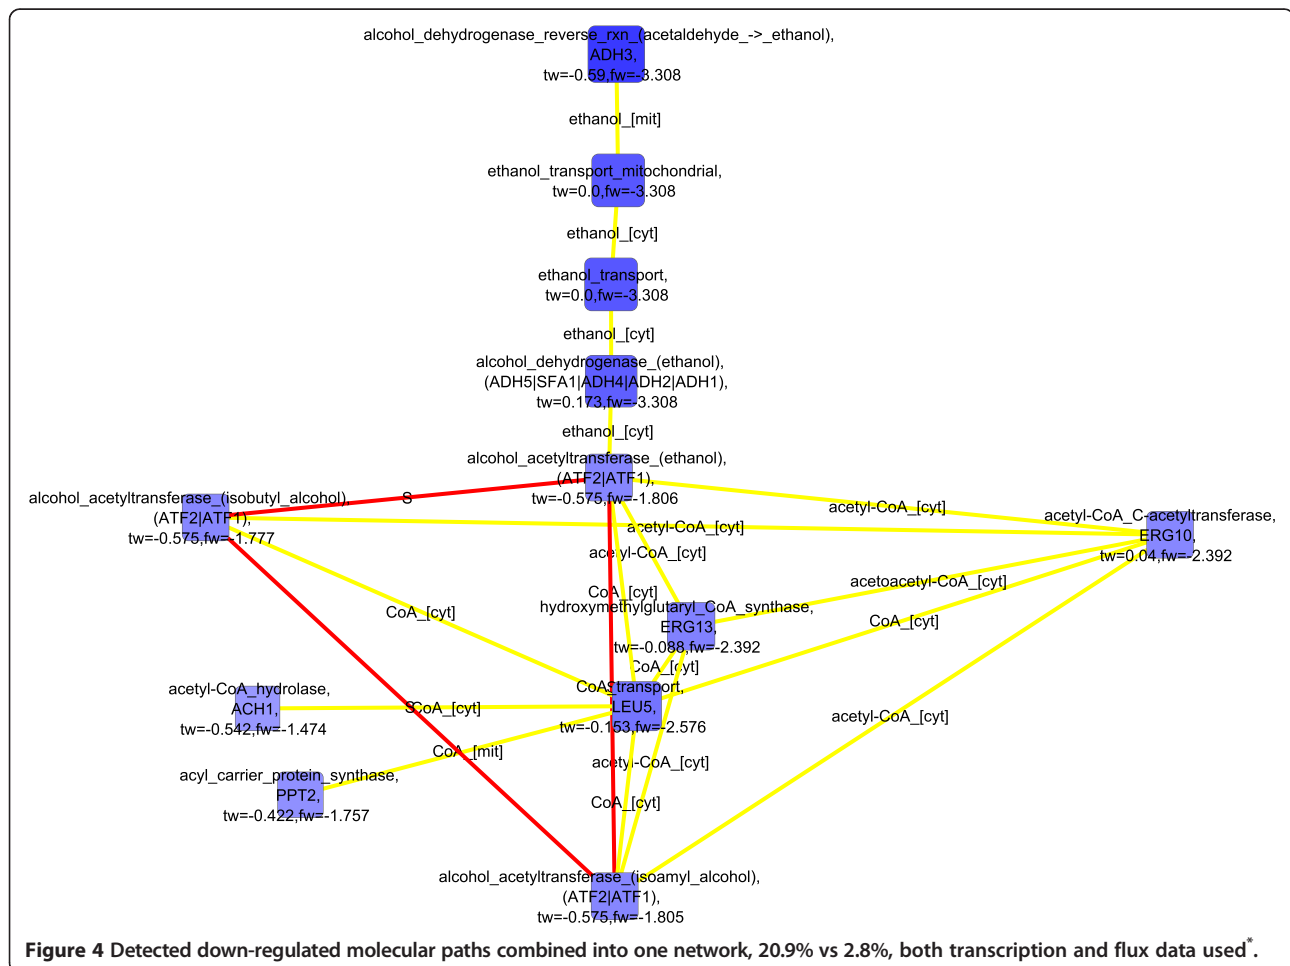 alcohol_dehydrogenase_reverse_rxn_(acetaldehyde_->_ethanol),
ADH3,
tw=-0.59,fw=-3.308
ethanol_[mit]
ethanol_transport_mitochondrial,
tw=0.0,fw=-3.308
ethanol_[cyt]
ethanol_transport,
tw=0.0,fw=-3.308
ethanol_[cyt]
alcohol_dehydrogenase_(ethanol),
(ADH5|SFA1|ADH4|ADH2|ADH1),
tw=0.173,fw=-3.308
ethanol_[cyt]
alcohol_acetyltransferase_(ethanol),
(ATF2|ATF1),
tw=-0.575,fw=-1.806
alcohol_acetyltransferase_(isobutyl_alcohol),
(ATF2|ATF1),
tw=-0.575,fw=-1.777
S
acetyl-CoA_[cyt]
acetyl-CoA_[cyt]
acetyl-CoA_C-acetyltransferase,
ERG10,
tw=0.04,fw=-2.392
acetyl-CoA_[cyt]
CoA_[cyt]
acetoacetyl-CoA_[cyt]
hydroxymethylglutaryl_CoA_synthase,
ERG13,
tw=-0.088,fw=-2.392
CoA_[cyt]
CoA_[cyt]
CoA_[cyt]
CoA_transport,
LEU5,
tw=-0.153,fw=-2.576
S
acetyl-CoA_hydrolase,
ACH1,
tw=-0.542,fw=-1.474
S
CoA_[cyt]
acetyl-CoA_[cyt]
CoA_[mit]
acetyl-CoA_[cyt]
acyl_carrier_protein_synthase,
PPT2,
tw=-0.422,fw=-1.757
CoA_[cyt]
alcohol_acetyltransferase_(isoamyl_alcohol),
(ATF2|ATF1),
tw=-0.575,fw=-1.805
Figure 4 Detected down-regulated molecular paths combined into one network, 20.9% vs 2.8%, both transcription and flux data used*.